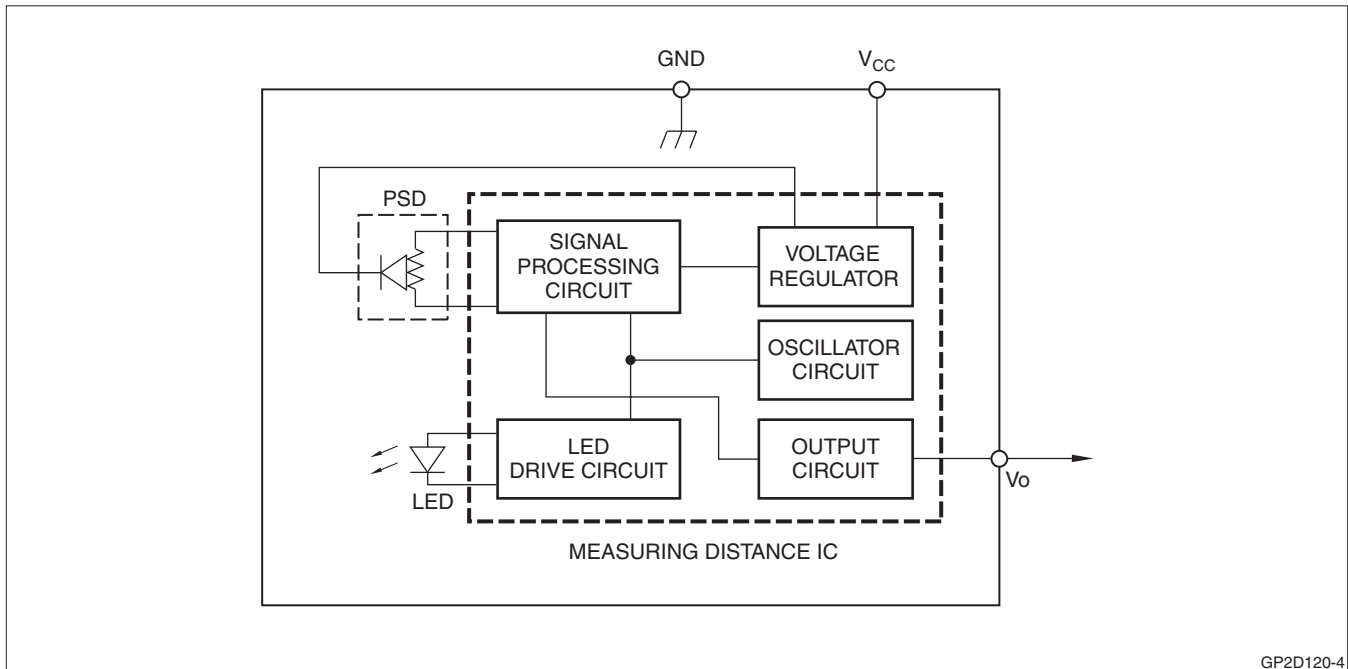 GND
VCC
PSD
SIGNAL
PROCESSING
CIRCUIT
VOLTAGE
REGULATOR
OSCILLATOR
CIRCUIT
LED
DRIVE CIRCUIT
OUTPUT
CIRCUIT
LED
Vo
MEASURING DISTANCE IC
GP2D120-4